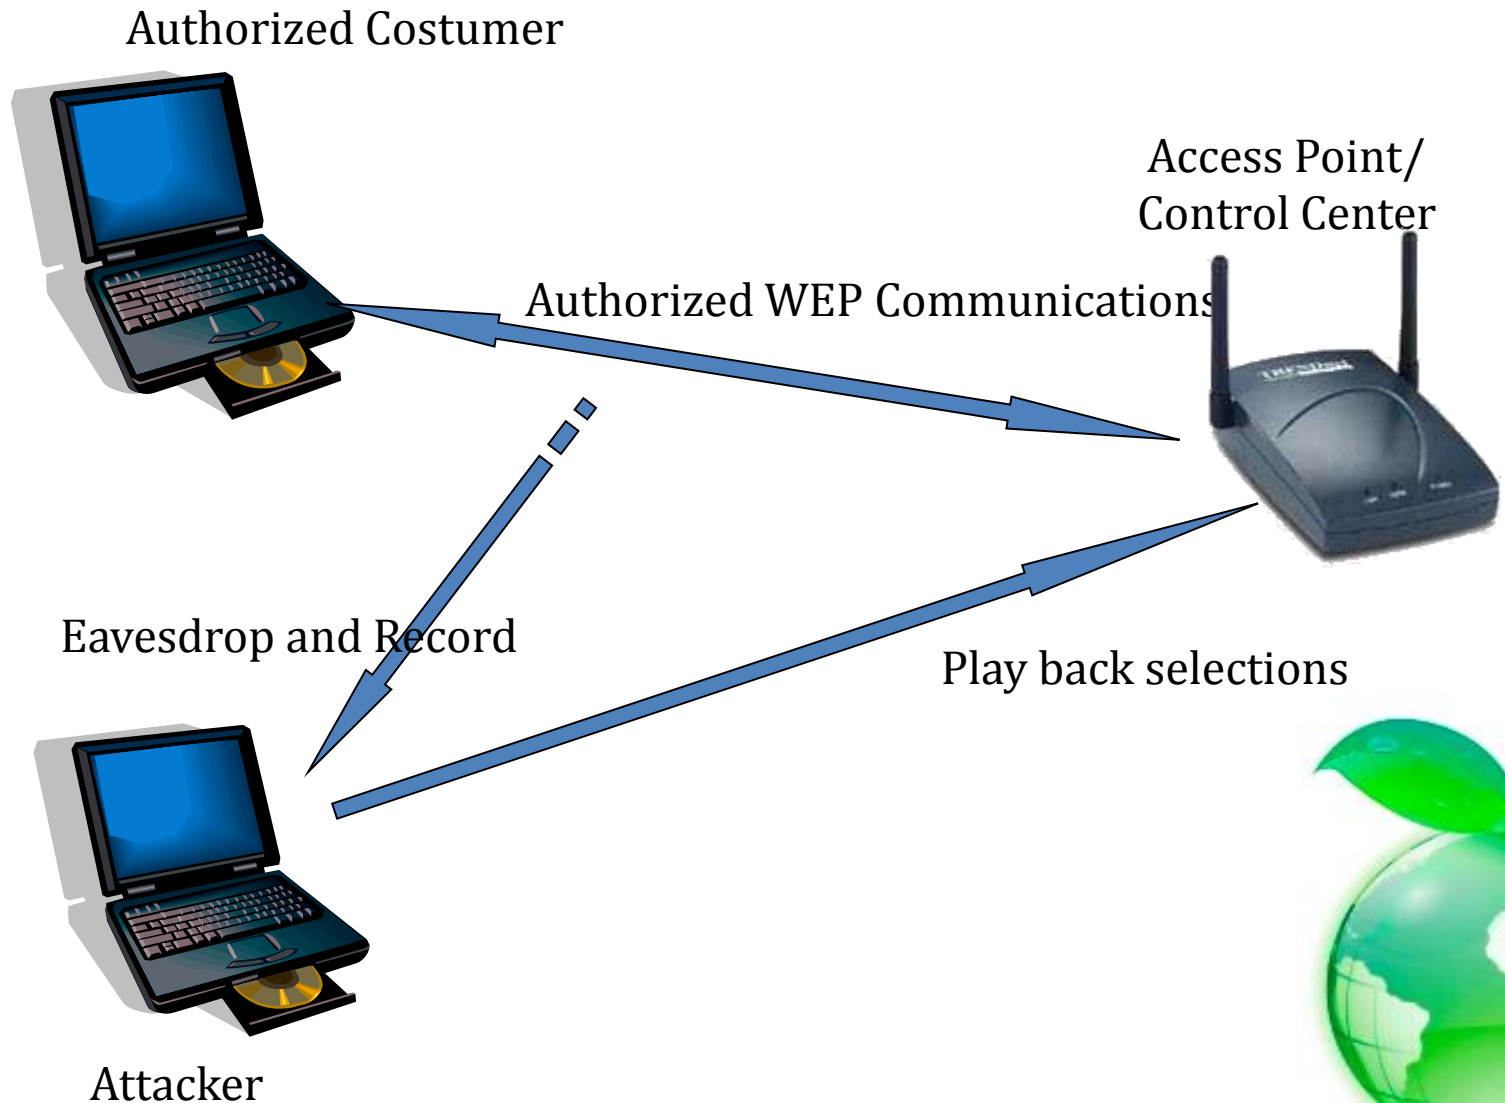 Authorized Costumer
Access Point/
Control Center
Authorized WEP Communications
Eavesdrop and Record
Play back selections
Attacker